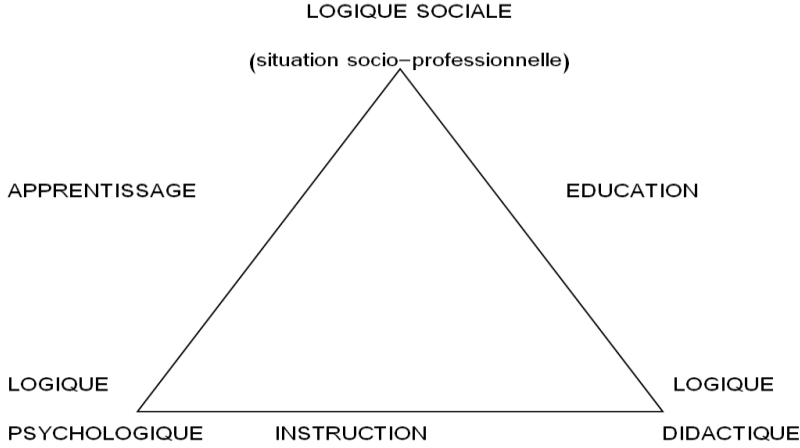 LOGIQUE SOCIALE
(situation socio-professionnelle)
APPRENTISSAGE
EDUCATION
LOGIQUE
PSYCHOLOGIQUE
INSTRUCTION
LOGIQUE
DIDACTIQUE